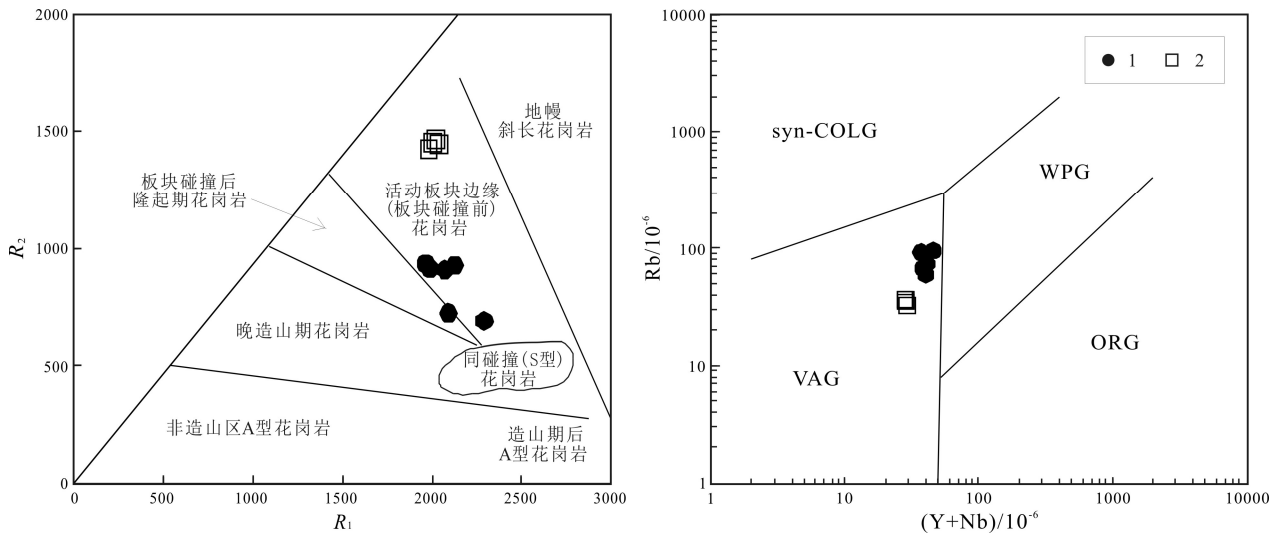 2000
1500
1000
500
0
R₂
0
500
1000
1500
2000
2500
3000
R₁
地幔
斜长花岗岩
板块碰撞后
隆起期花岗岩
活动板块边缘
(板块碰撞前)
花岗岩
晚造山期花岗岩
同碰撞(S型)
花岗岩
非造山区A型花岗岩
造山期后
A型花岗岩
10000
1000
100
10
1
Rb/10⁻⁶
1
10
100
1000
10000
(Y+Nb)/10⁻⁶
1
2
syn-COLG
WPG
VAG
ORG